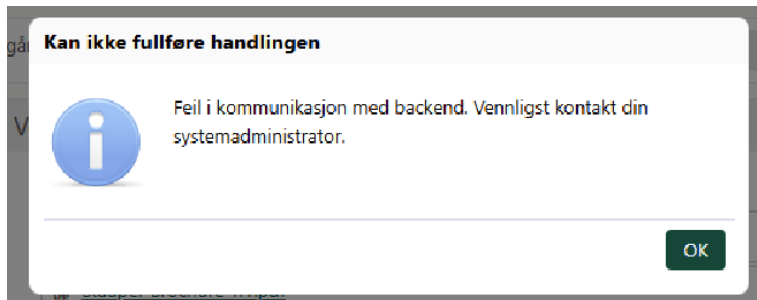 Kan ikke fullføre handlingen
Feil i kommunikasjon med backend. Vennligst kontakt din
systemadministrator.
OK